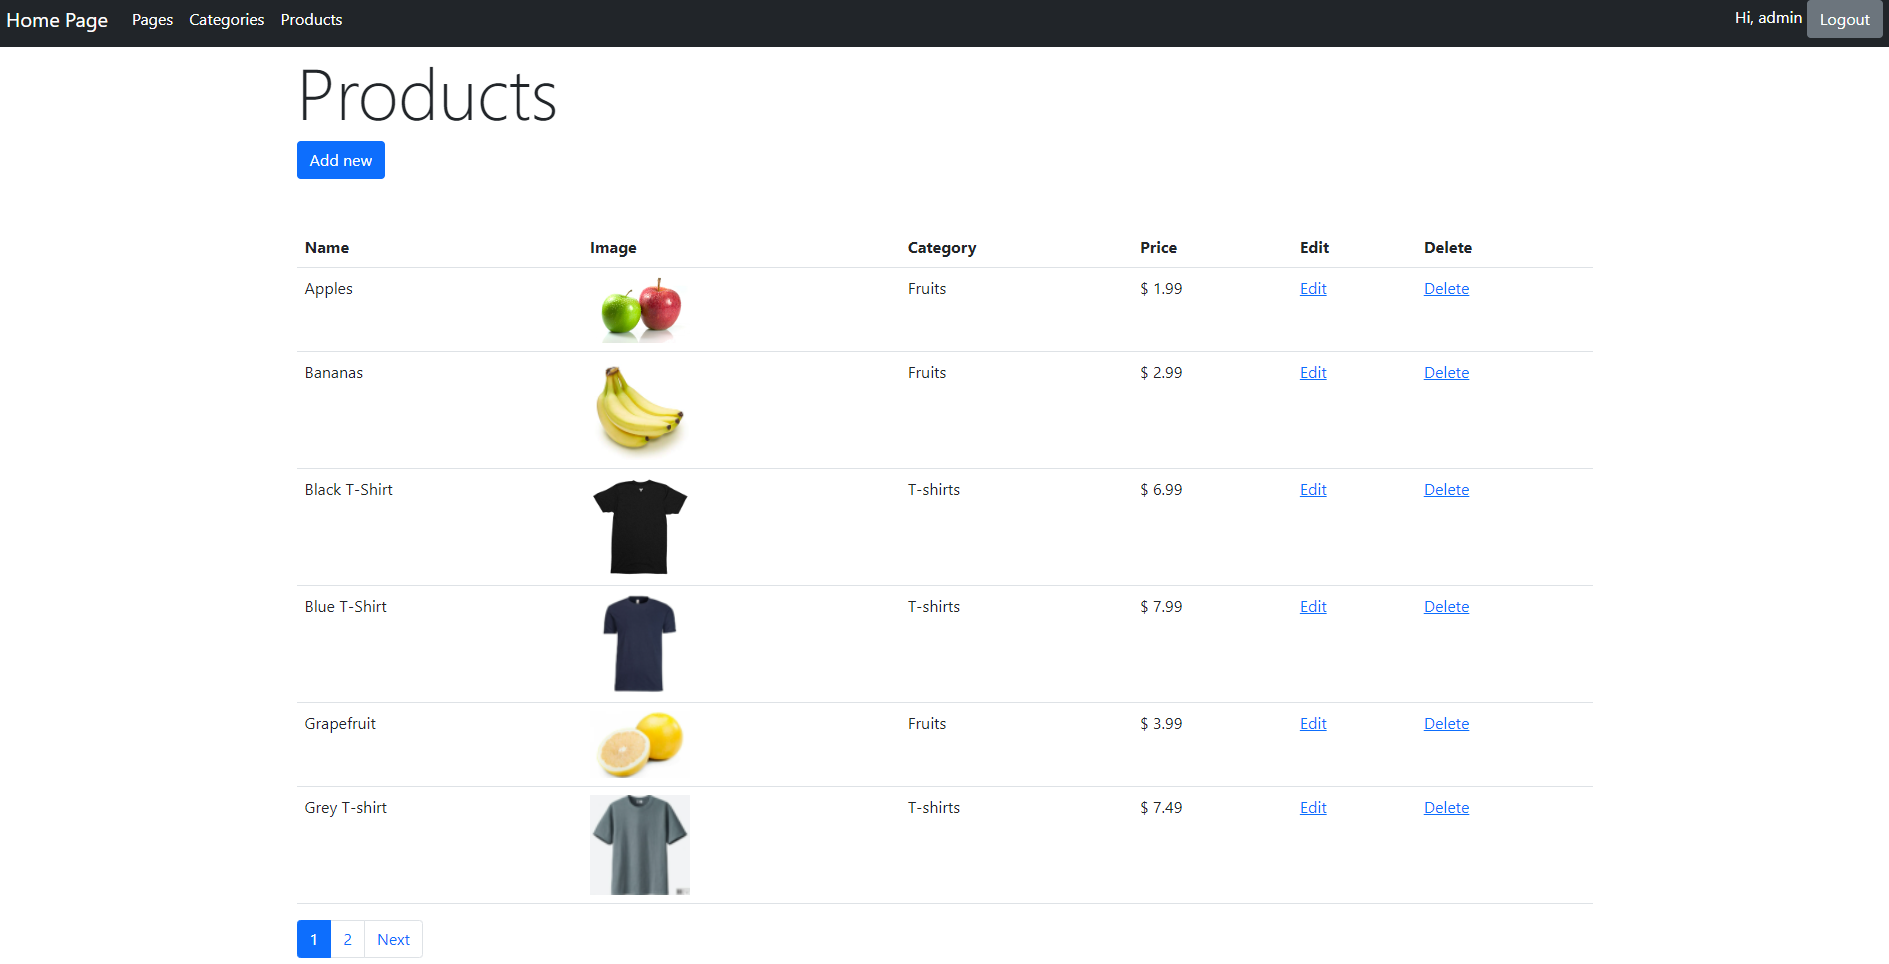 Home Page Pages Categories Products Hi, admin Logout
Products
Add new
Name Image Category Price Edit Delete
Apples Fruits $ 1.99 Edit Delete
Bananas Fruits $ 2.99 Edit Delete
Black T-Shirt T-shirts $ 6.99 Edit Delete
Blue T-Shirt T-shirts $ 7.99 Edit Delete
Grapefruit Fruits $ 3.99 Edit Delete
Grey T-shirt T-shirts $ 7.49 Edit Delete
1 2 Next